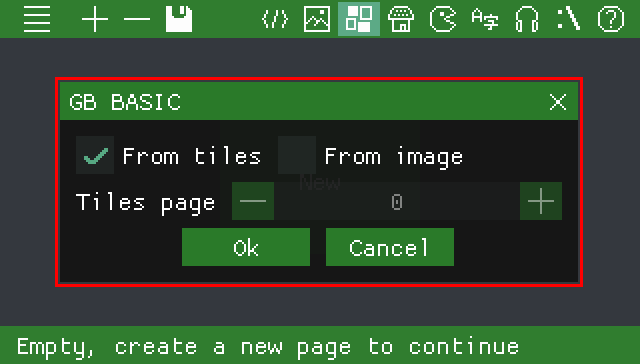 GB BASIC
From tiles From image
New
Tiles page 0
Ok Cancel
Empty, create a new page to continue